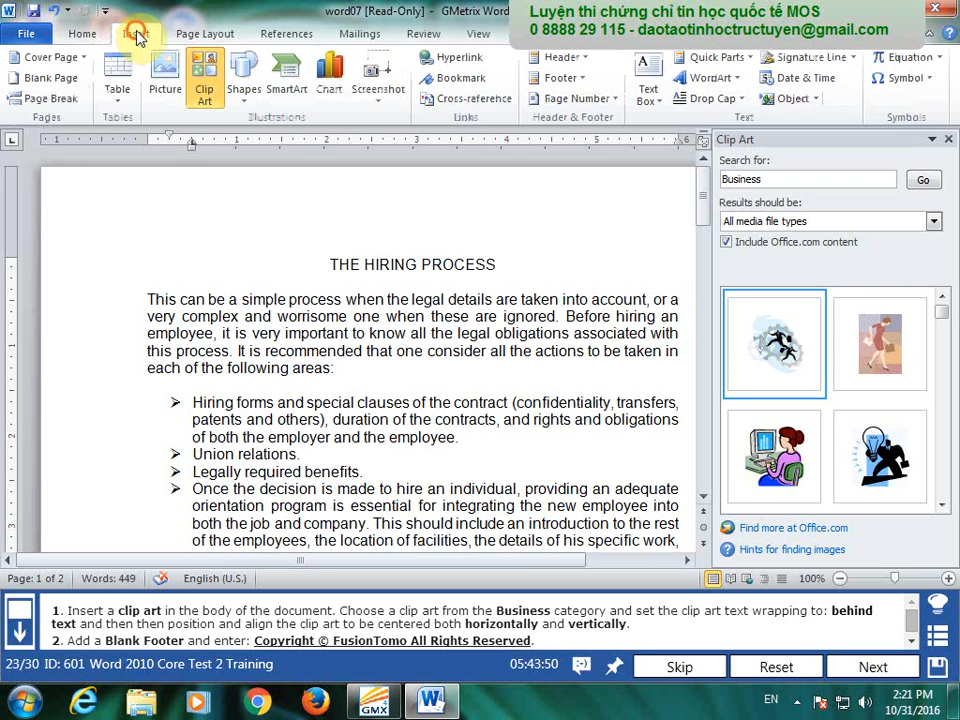 word07 [Read-Only] - GMetrix Word
Luyện thi chứng chỉ tin học quốc tế MOS
0 8888 29 115 - daotaotinhoctructuyen@gmail.com
File Home Insert Page Layout References Mailings Review View
Cover Page
Blank Page
Page Break
Pages
Table
Tables
Picture
Clip Art
Shapes
SmartArt
Chart
Screenshot
Illustrations
Hyperlink
Bookmark
Cross-reference
Links
Header
Footer
Page Number
Header & Footer
Text Box
Quick Parts
WordArt
Drop Cap
Signature Line
Date & Time
Object
Text
Equation
Symbol
Symbols
1 1 2 3 4 5 6
Clip Art
Search for:
Business
Go
Results should be:
All media file types
Include Office.com content
Find more at Office.com
Hints for finding images
1
2
3
THE HIRING PROCESS
This can be a simple process when the legal details are taken into account, or a
very complex and worrisome one when these are ignored. Before hiring an
employee, it is very important to know all the legal obligations associated with
this process. It is recommended that one consider all the actions to be taken in
each of the following areas:
Hiring forms and special clauses of the contract (confidentiality, transfers,
patents and others), duration of the contracts, and rights and obligations
of both the employer and the employee.
Union relations.
Legally required benefits.
Once the decision is made to hire an individual, providing an adequate
orientation program is essential for integrating the new employee into
both the job and company. This should include an introduction to the rest
of the employees, the location of facilities, the details of his specific work,
Page: 1 of 2 Words: 449 English (U.S.) 100%
1. Insert a clip art in the body of the document. Choose a clip art from the Business category and set the clip art text wrapping to: behind
text and then then position and align the clip art to be centered both horizontally and vertically.
2. Add a Blank Footer and enter: Copyright © FusionTomo All Rights Reserved.
23/30 ID: 601 Word 2010 Core Test 2 Training 05:43:50 Skip Reset Next
GMX
EN
2:21 PM
10/31/2016